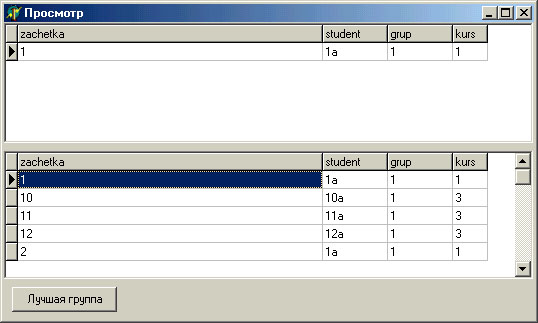 Просмотр
zachetka student grup kurs
1 1a 1 1
zachetka student grup kurs
1 1a 1 1
10 10a 1 3
11 11a 1 3
12 12a 1 3
2 1a 1 1
Лучшая группа